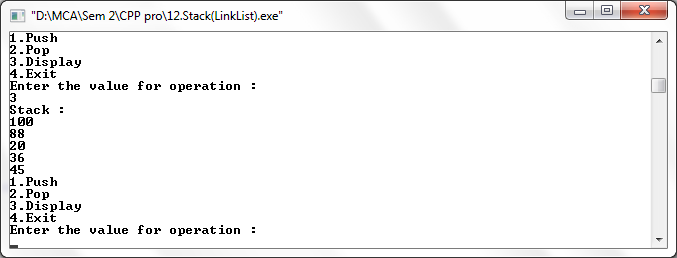 "D:\MCA\Sem 2\CPP pro\12.Stack(LinkList).exe"
1.Push
2.Pop
3.Display
4.Exit
Enter the value for operation :
3
Stack :
100
88
20
36
45
1.Push
2.Pop
3.Display
4.Exit
Enter the value for operation :